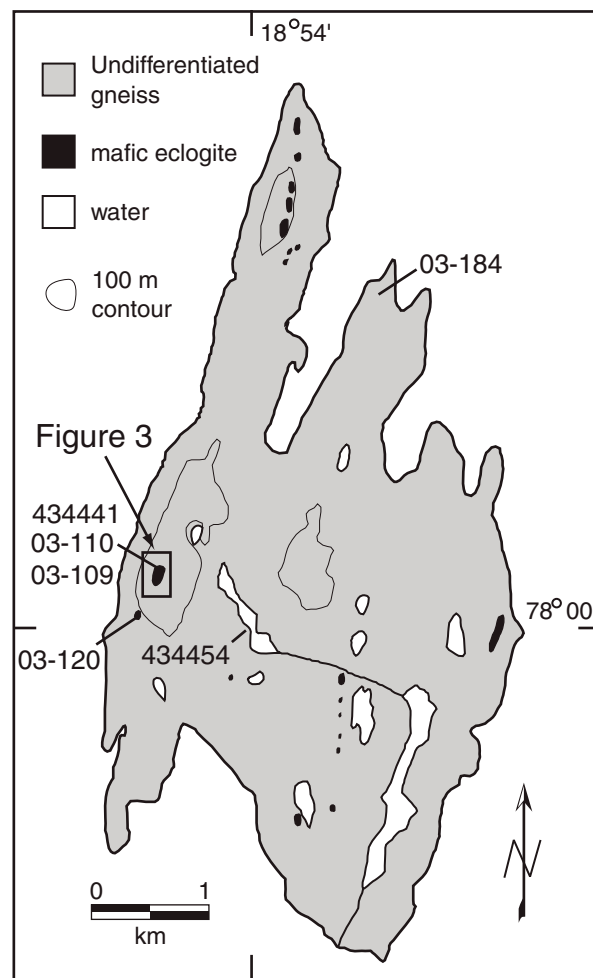 18°54'
Undifferentiated
gneiss
mafic eclogite
water
100 m
contour
03-184
Figure 3
434441
03-110
03-109
78°00
03-120
434454
0 1
km
N